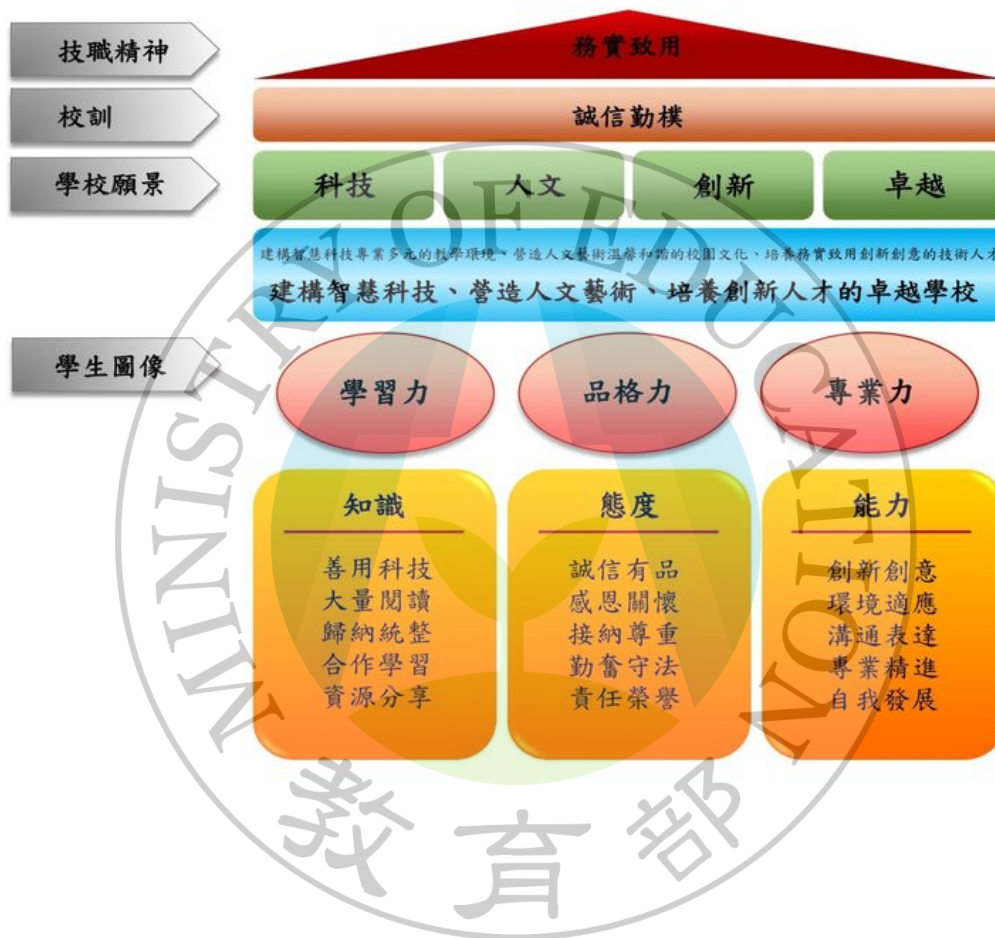 技職精神
務實致用
校訓
誠信勤樸
學校願景
科技
人文
創新
卓越
建構智慧科技專業多元的教學環境、營造人文藝術溫馨和諧的校園文化、培養務實致用創新創意的技術人才
建構智慧科技、營造人文藝術、培養創新人才的卓越學校
學生圖像
學習力
品格力
專業力
知識
善用科技
大量閱讀
歸納統整
合作學習
資源分享
態度
誠信有品
感恩關懷
接納尊重
勤奮守法
責任榮譽
能力
創新創意
環境適應
溝通表達
專業精進
自我發展
MINISTRY OF EDUCATION
教育部